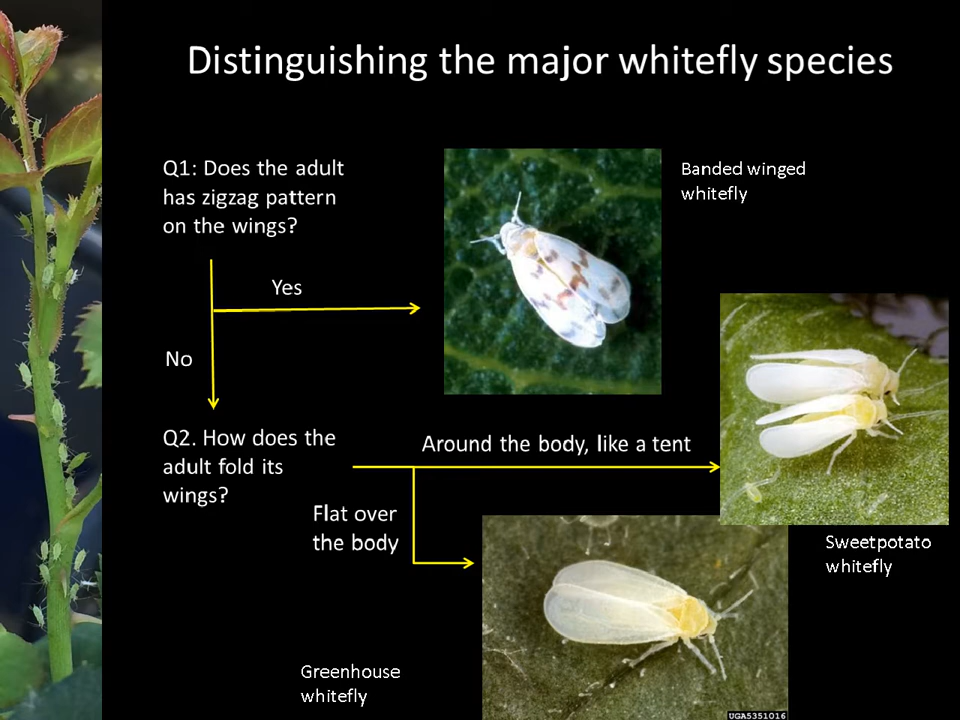 Distinguishing the major whitefly species
Q1: Does the adult
has zigzag pattern
on the wings?
Banded winged
whitefly
Yes
No
Q2. How does the
adult fold its
wings?
Around the body, like a tent
Flat over
the body
Sweetpotato
whitefly
Greenhouse
whitefly
UGA5351016